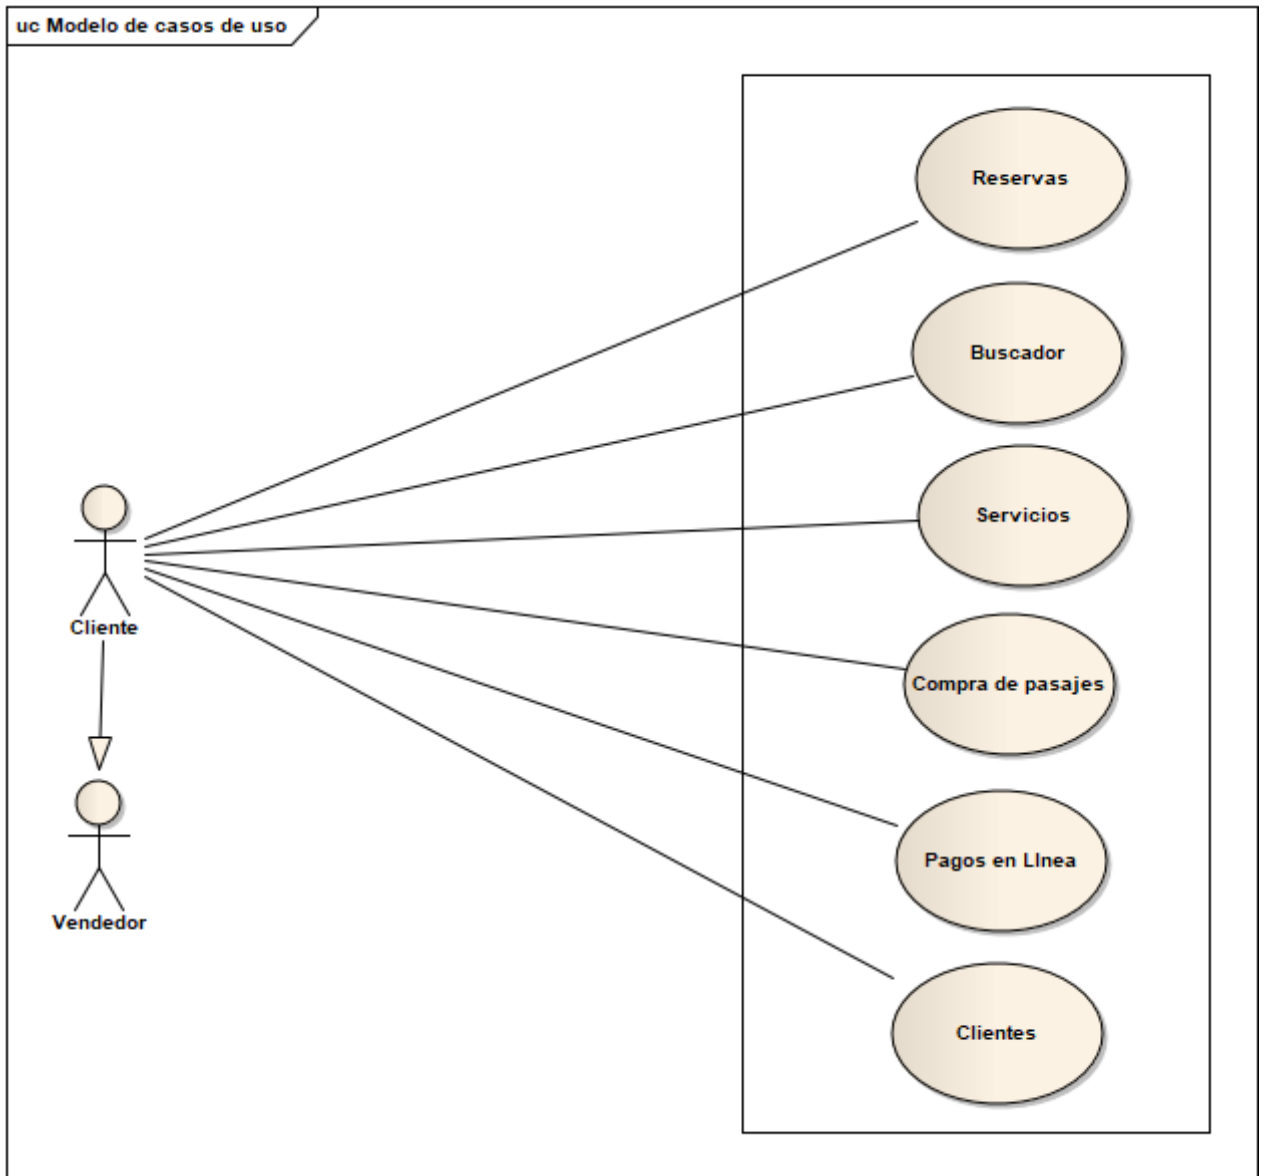 uc Modelo de casos de uso
Reservas
Buscador
Servicios
Cliente
Compra de pasajes
Pagos en LInea
Vendedor
Clientes